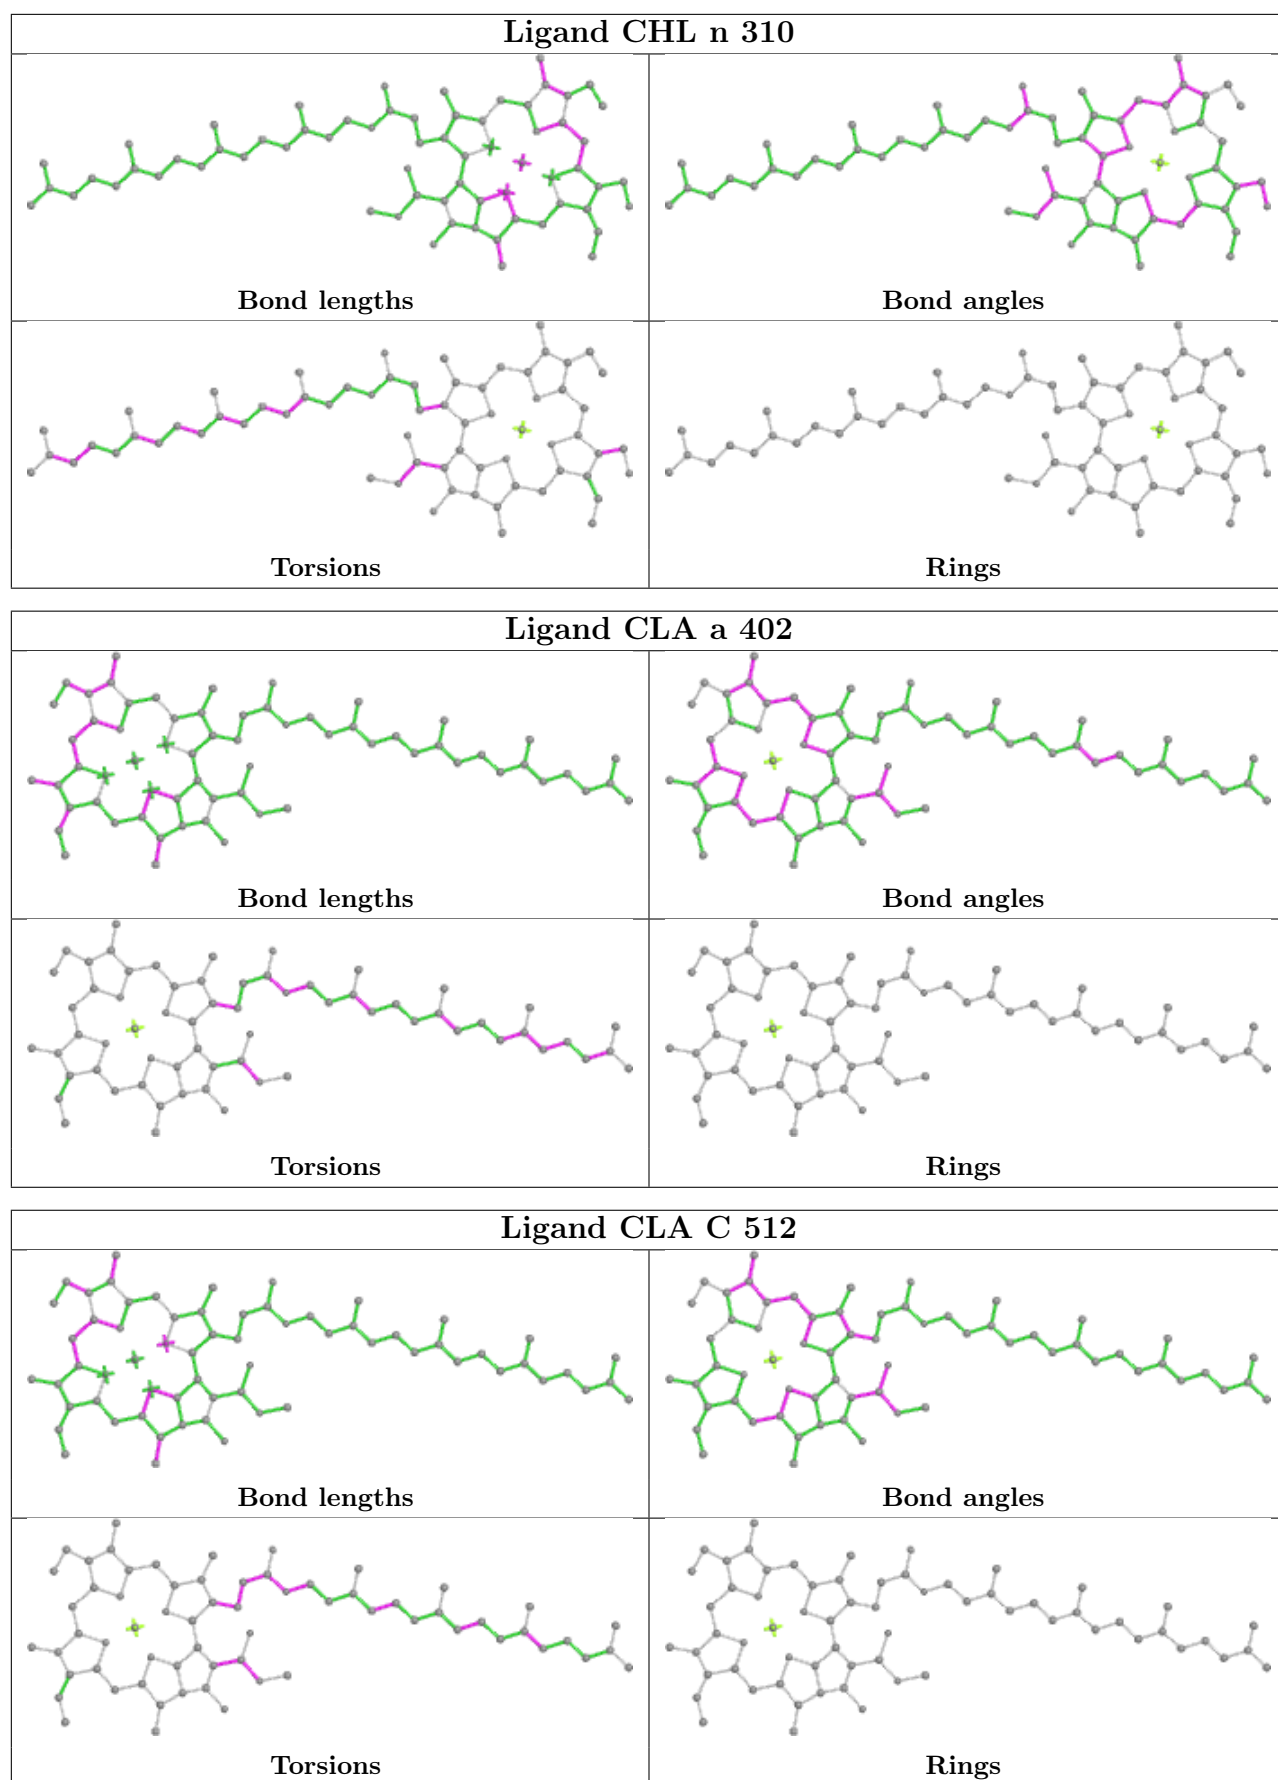 Ligand CHL n 310
Bond lengths
Bond angles
Torsions
Rings
Ligand CLA a 402
Bond lengths
Bond angles
Torsions
Rings
Ligand CLA C 512
Bond lengths
Bond angles
Torsions
Rings